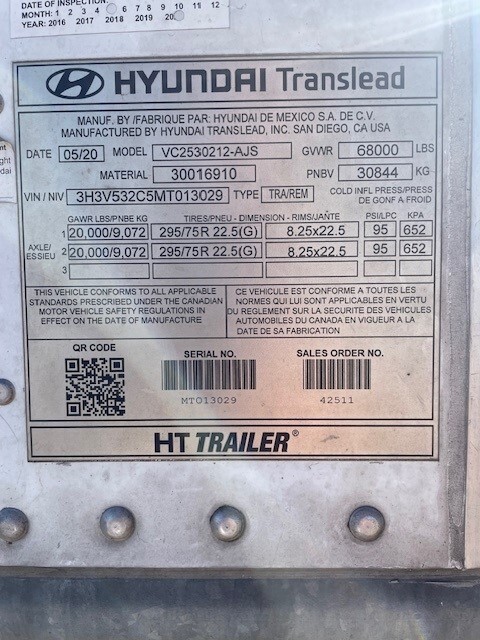 DATE OF INSPECTION
MONTH: 1 2 3 4 6 7 8 9 10 11 12
YEAR: 2016 2017 2018 2019
HYUNDAI Translead
MANUF. BY /FABRIQUE PAR: HYUNDAI DE MEXICO S.A. DE C.V.
MANUFACTURED BY HYUNDAI TRANSLEAD, INC. SAN DIEGO, CA USA
DATE 05/20 MODEL VC2530212-AJS GVWR 68000 LBS
MATERIAL 30016910 PNBV 30844 KG
VIN / NIV 3H3V532C5MT013029 TYPE TRA/REM COLD INFL PRESS/PRESS DE GONF A FROID
GAWR LBS/PNBE KG TIRES/PNEU - DIMENSION - RIMS/JANTE PSI/LPC KPA
AXLE/ESSIEU
1 20,000/9,072 295/75 R 22.5(G) 8.25x22.5 95 652
2 20,000/9,072 295/75 R 22.5(G) 8.25x22.5 95 652
3
THIS VEHICLE CONFORMS TO ALL APPLICABLE
STANDARDS PRESCRIBED UNDER THE CANADIAN
MOTOR VEHICLE SAFETY REGULATIONS IN
EFFECT ON THE DATE OF MANUFACTURE
CE VEHICULE EST CONFORME A TOUTES LES
NORMES QUI LUI SONT APPLICABLES EN VERTU
DU REGLEMENT SUR LA SECURITE DES VEHICULES
AUTOMOBILES DU CANADA EN VIGUEUR A LA
DATE DE SA FABRICATION
QR CODE
SERIAL NO.
MT013029
SALES ORDER NO.
42511
HT TRAILER®